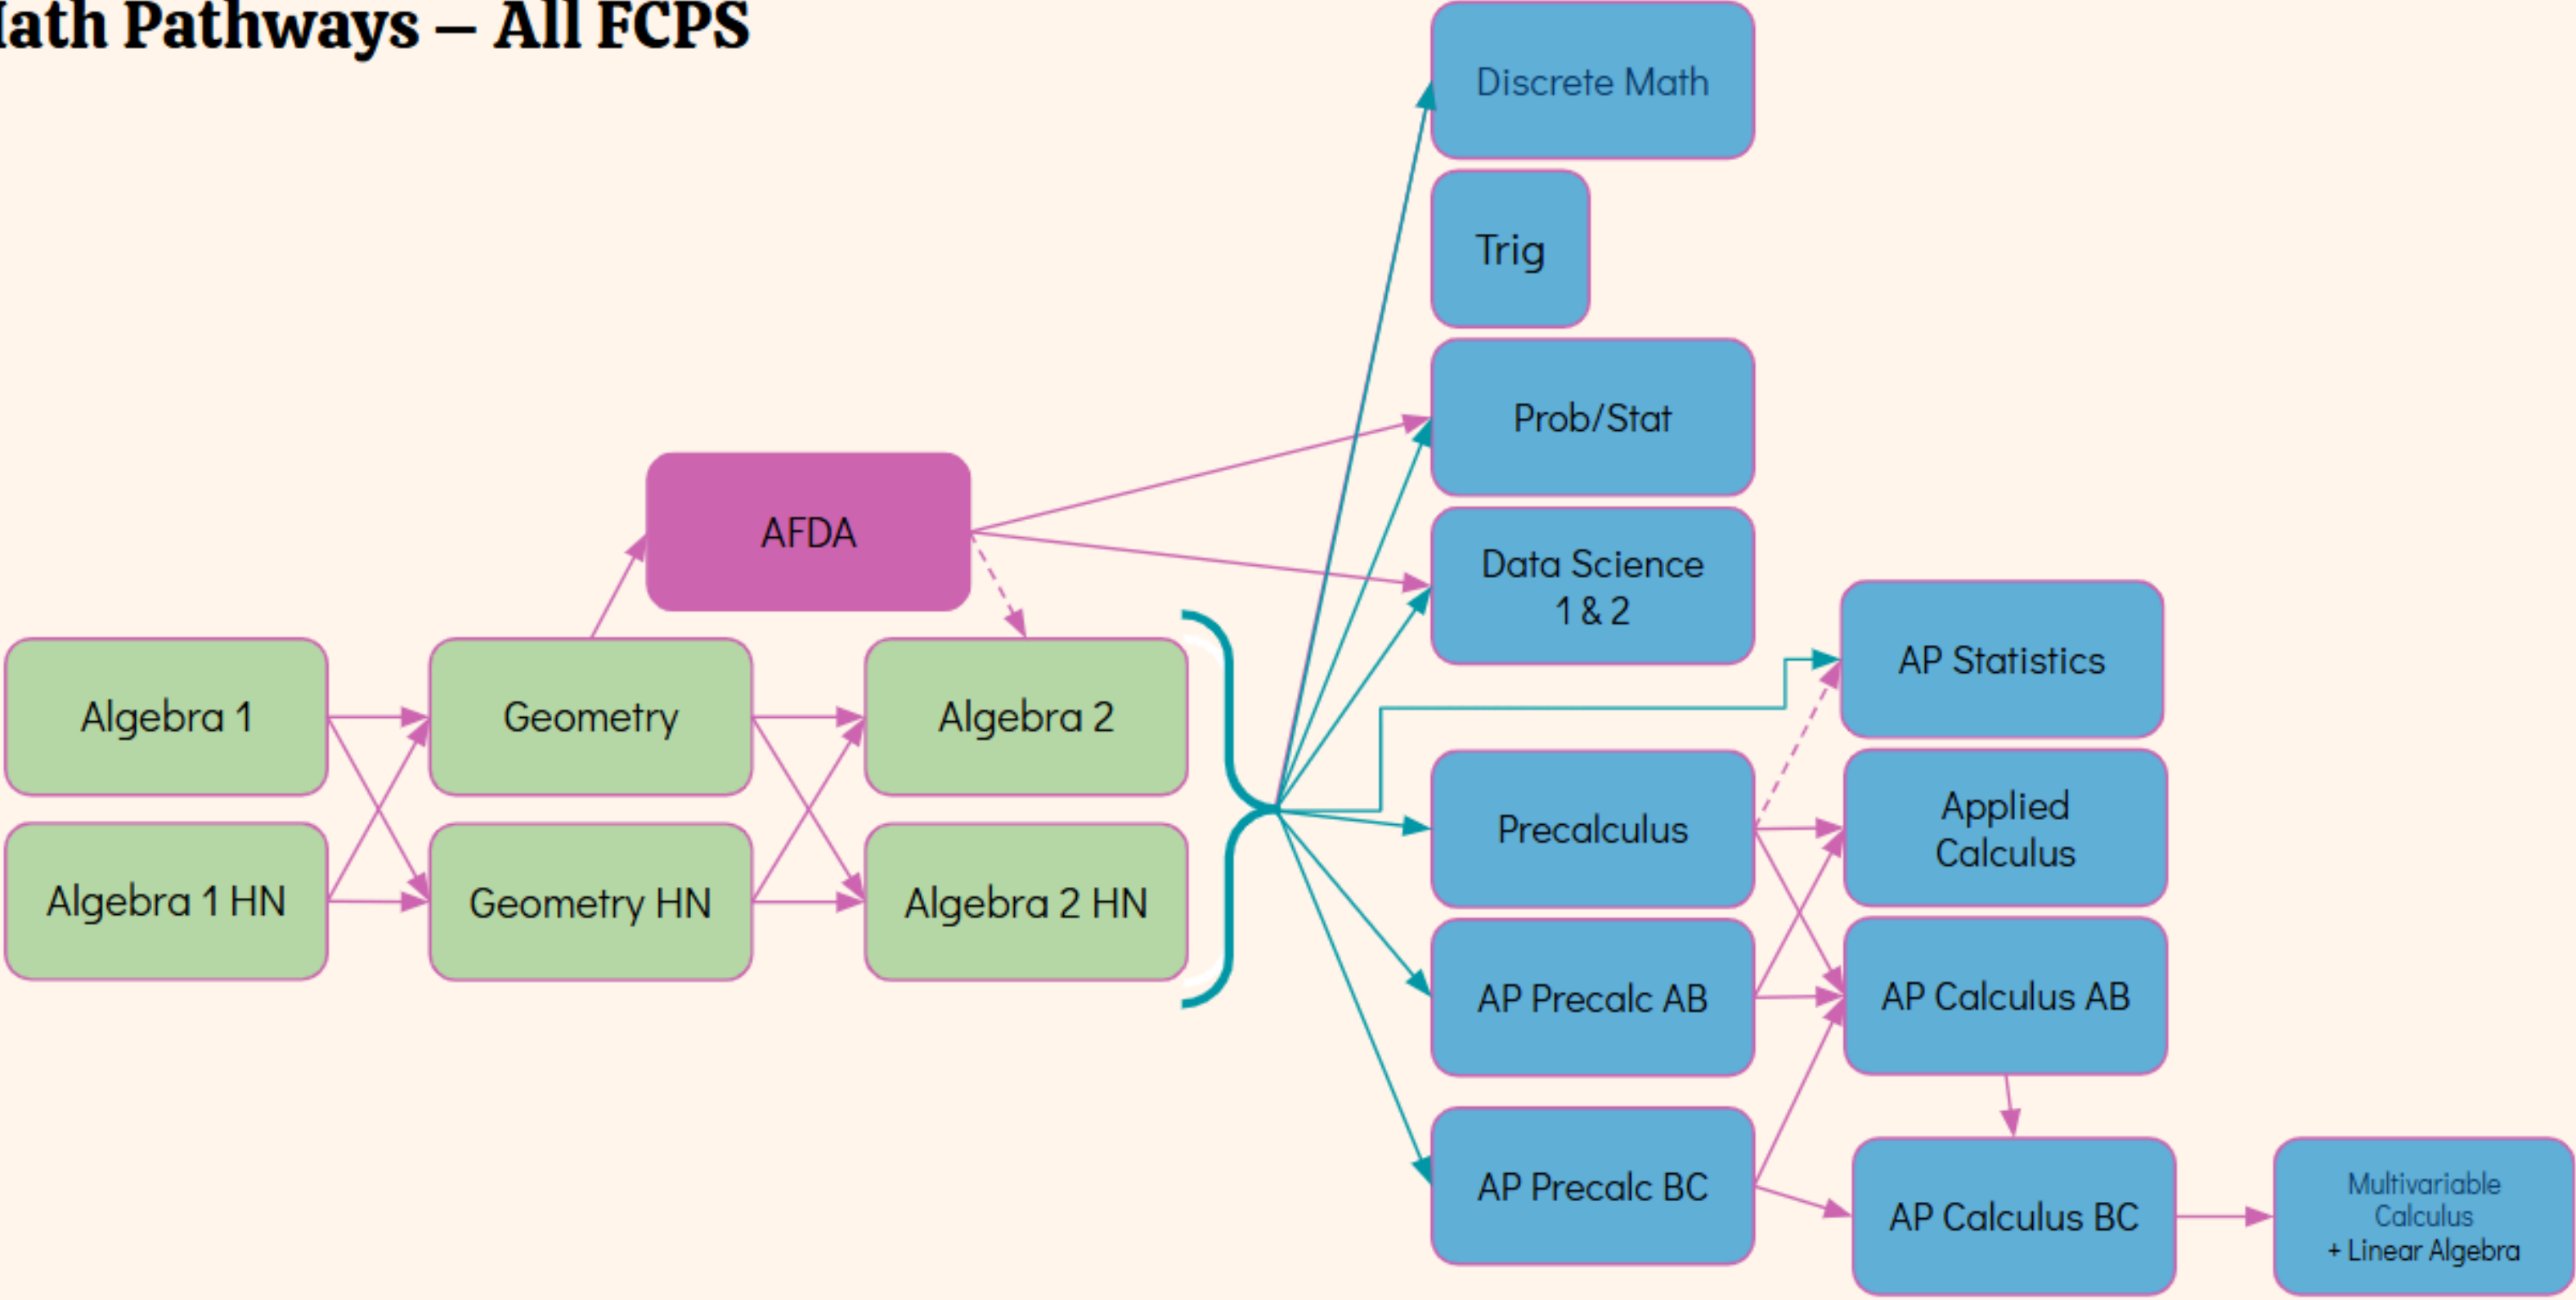 ath Pathways – All FCPS
Discrete Math
Trig
Prob/Stat
AFDA
Data Science
1 & 2
AP Statistics
Algebra 1
Geometry
Algebra 2
Precalculus
Applied
Calculus
Algebra 1 HN
Geometry HN
Algebra 2 HN
AP Precalc AB
AP Calculus AB
AP Precalc BC
AP Calculus BC
Multivariable
Calculus
+ Linear Algebra